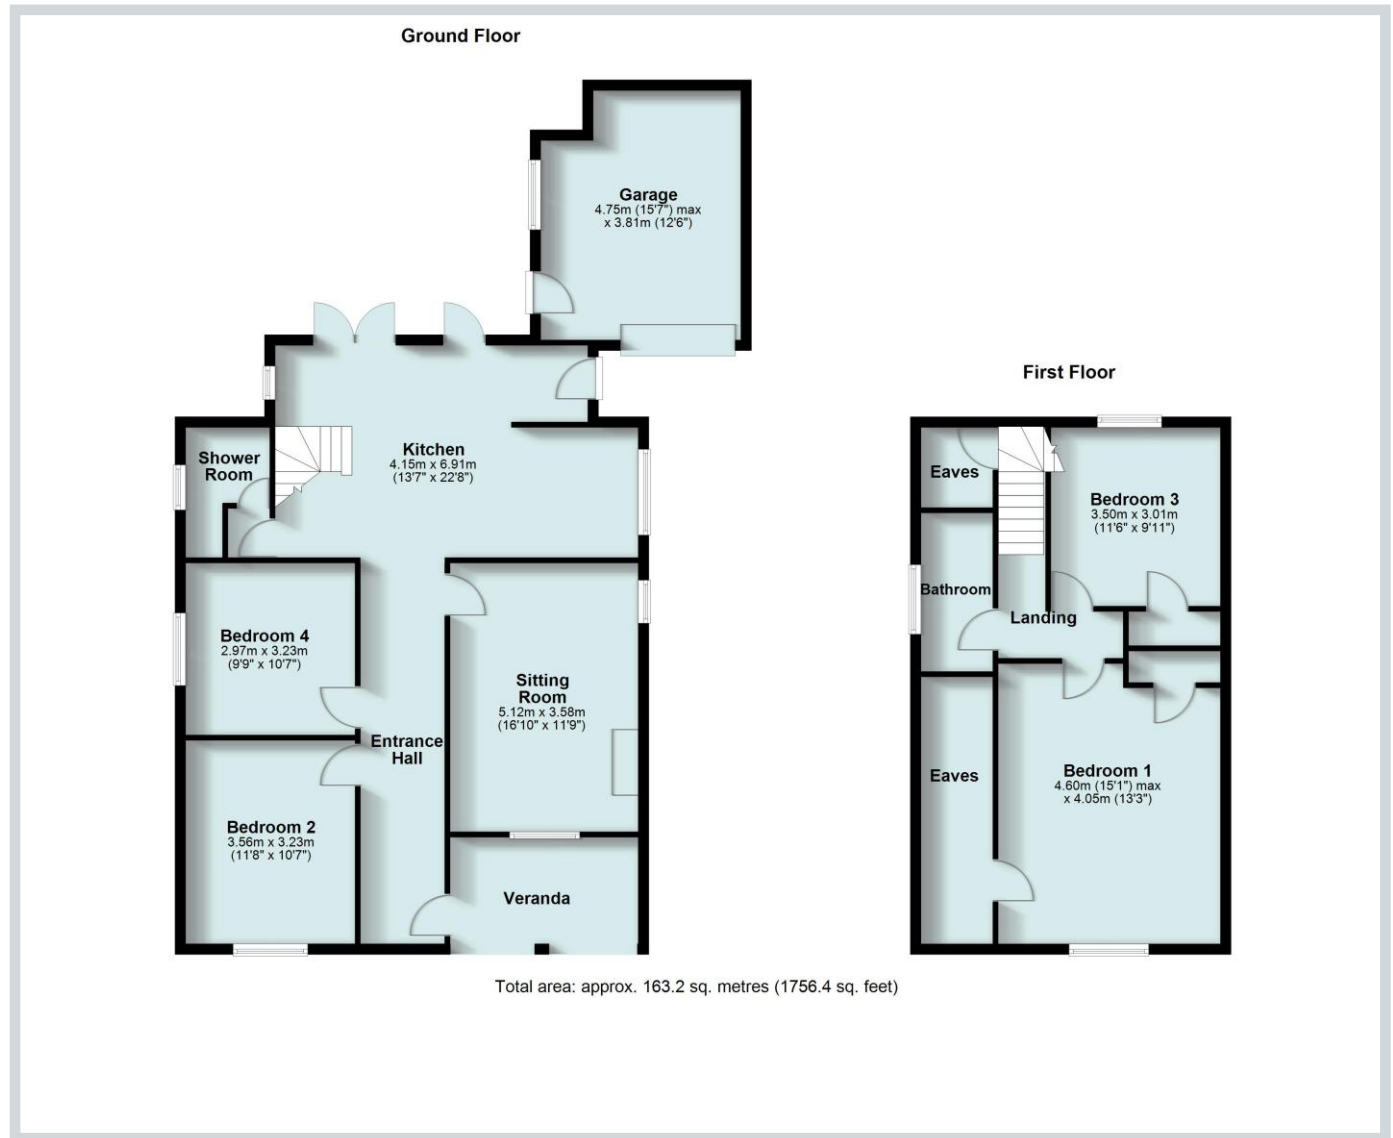 Ground Floor
Garage
4.75m (15'7") max
x 3.81m (12'6")
Kitchen
4.15m x 6.91m
(13'7" x 22'8")
Shower
Room
Bedroom 4
2.97m x 3.23m
(9'9" x 10'7")
Sitting
Room
5.12m x 3.58m
(16'10" x 11'9")
Entrance
Hall
Bedroom 2
3.56m x 3.23m
(11'8" x 10'7")
Veranda
First Floor
Eaves
Bedroom 3
3.50m x 3.01m
(11'6" x 9'11")
Bathroom
Landing
Eaves
Bedroom 1
4.60m (15'1") max
x 4.05m (13'3")
Total area: approx. 163.2 sq. metres (1756.4 sq. feet)